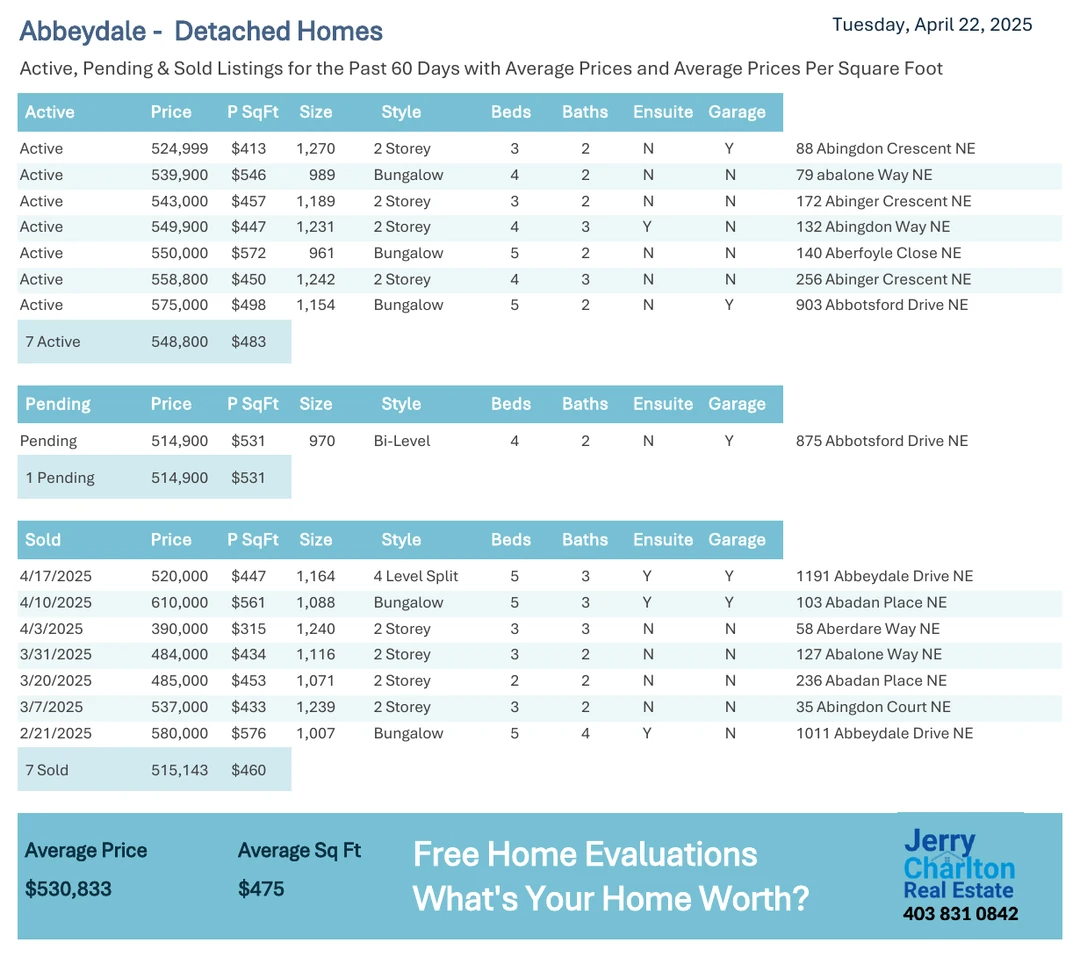 Abbeydale - Detached Homes
Tuesday, April 22, 2025
Active, Pending & Sold Listings for the Past 60 Days with Average Prices and Average Prices Per Square Foot
Active Price P SqFt Size Style Beds Baths Ensuite Garage
Active 524,999 $413 1,270 2 Storey 3 2 N Y 88 Abingdon Crescent NE
Active 539,900 $546 989 Bungalow 4 2 N N 79 abalone Way NE
Active 543,000 $457 1,189 2 Storey 3 2 N N 172 Abinger Crescent NE
Active 549,900 $447 1,231 2 Storey 4 3 Y N 132 Abingdon Way NE
Active 550,000 $572 961 Bungalow 5 2 N N 140 Aberfoyle Close NE
Active 558,800 $450 1,242 2 Storey 4 3 N N 256 Abinger Crescent NE
Active 575,000 $498 1,154 Bungalow 5 2 N Y 903 Abbotsford Drive NE
7 Active 548,800 $483
Pending Price P SqFt Size Style Beds Baths Ensuite Garage
Pending 514,900 $531 970 Bi-Level 4 2 N Y 875 Abbotsford Drive NE
1 Pending 514,900 $531
Sold Price P SqFt Size Style Beds Baths Ensuite Garage
4/17/2025 520,000 $447 1,164 4 Level Split 5 3 Y Y 1191 Abbeydale Drive NE
4/10/2025 610,000 $561 1,088 Bungalow 5 3 Y Y 103 Abadan Place NE
4/3/2025 390,000 $315 1,240 2 Storey 3 3 N N 58 Aberdare Way NE
3/31/2025 484,000 $434 1,116 2 Storey 3 2 N N 127 Abalone Way NE
3/20/2025 485,000 $453 1,071 2 Storey 2 2 N N 236 Abadan Place NE
3/7/2025 537,000 $433 1,239 2 Storey 3 2 N N 35 Abingdon Court NE
2/21/2025 580,000 $576 1,007 Bungalow 5 4 Y N 1011 Abbeydale Drive NE
7 Sold 515,143 $460
Average Price Average Sq Ft
$530,833 $475
Free Home Evaluations
What's Your Home Worth?
Jerry
Charlton
Real Estate
403 831 0842